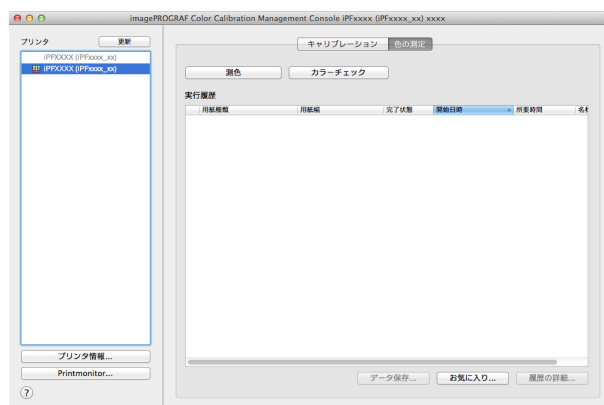 imagePROGRAF Color Calibration Management Console iPFxxxx (iPFxxxx_xx) xxxx
プリンタ
更新
iPFXXXX (iPFxxxx_xx)
iPFXXXX (iPFxxxx_xx)
プリンタ情報...
Printmonitor...
?
キャリブレーション 色の測定
測色 カラーチェック
実行履歴
用紙種類 用紙幅 完了状態 開始日時 所要時間 名称
データ保存... お気に入り... 履歴の詳細...